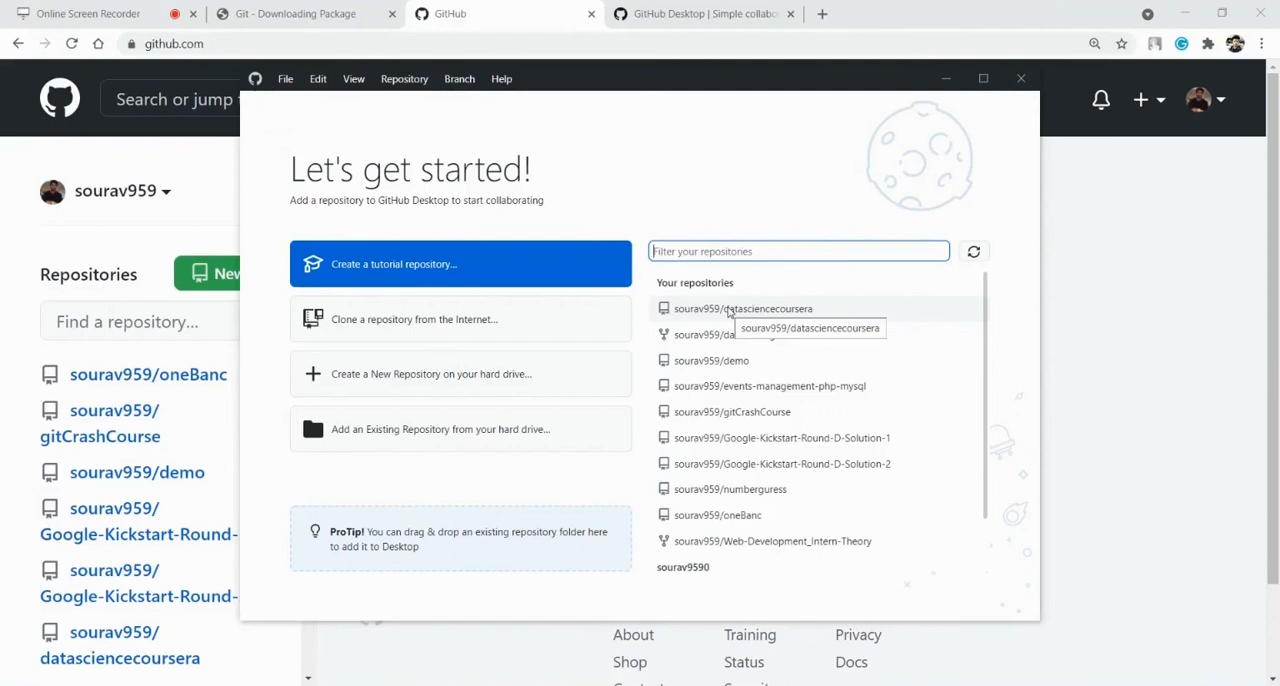 Online Screen Recorder
Git - Downloading Package
GitHub
GitHub Desktop | Simple collabo
github.com
File Edit View Repository Branch Help
Search or jump t
sourav959
Repositories
New
Find a repository...
sourav959/oneBanc
sourav959/
gitCrashCourse
sourav959/demo
sourav959/
Google-Kickstart-Round-
sourav959/
Google-Kickstart-Round-
sourav959/
datasciencecoursera
Let's get started!
Add a repository to GitHub Desktop to start collaborating
Create a tutorial repository...
Clone a repository from the Internet...
Create a New Repository on your hard drive...
Add an Existing Repository from your hard drive...
ProTip! You can drag & drop an existing repository folder here
to add it to Desktop
Filter your repositories
Your repositories
sourav959/datasciencecoursera
sourav959/datasciencecoursera
sourav959/da
sourav959/demo
sourav959/events-management-php-mysql
sourav959/gitCrashCourse
sourav959/Google-Kickstart-Round-D-Solution-1
sourav959/Google-Kickstart-Round-D-Solution-2
sourav959/numberguress
sourav959/oneBanc
sourav959/Web-Development_Intern-Theory
sourav9590
About Training Privacy
Shop Status Docs